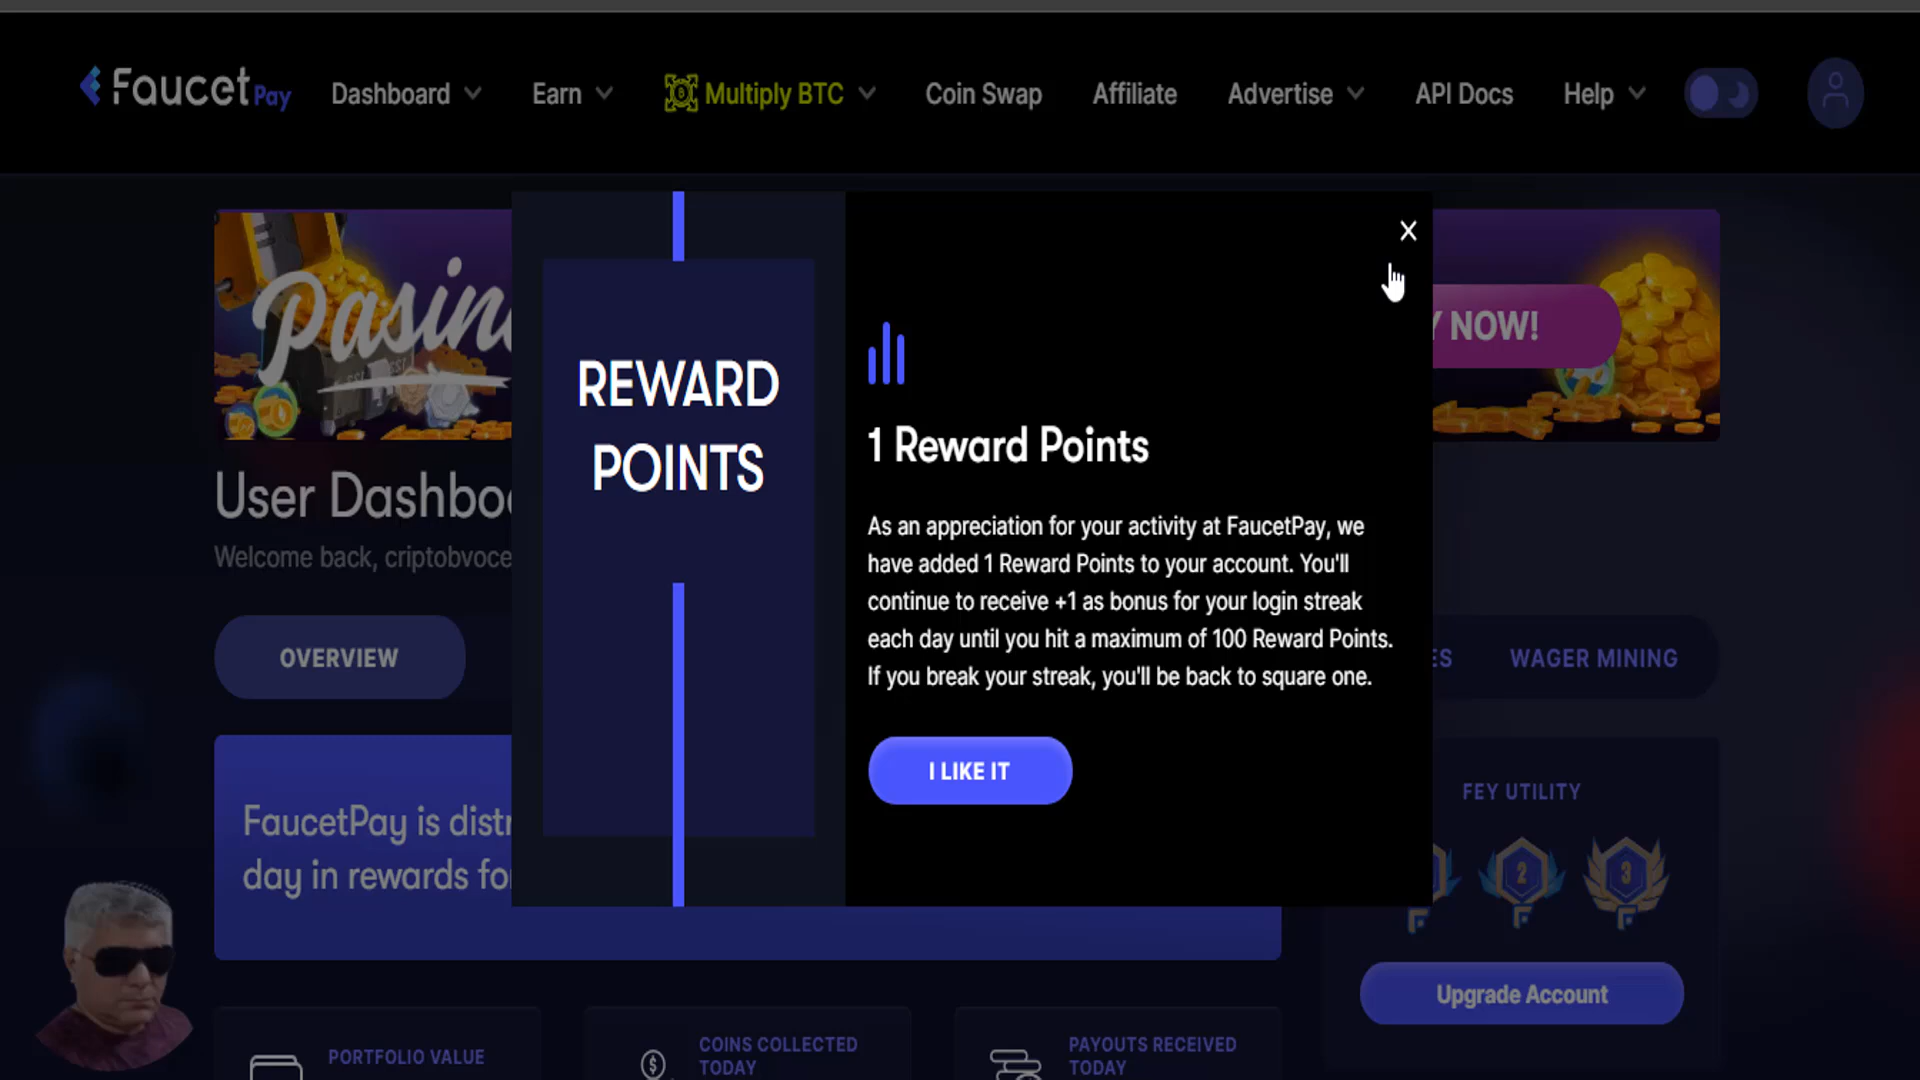 FaucetPay Dashboard Earn Multiply BTC Coin Swap Affiliate Advertise API Docs Help
Pasin
Y NOW!
REWARD
POINTS
X
1 Reward Points
As an appreciation for your activity at FaucetPay, we
have added 1 Reward Points to your account. You'll
continue to receive +1 as bonus for your login streak
each day until you hit a maximum of 100 Reward Points.
If you break your streak, you'll be back to square one.
I LIKE IT
User Dashbo
Welcome back, criptobvoce
OVERVIEW
ES WAGER MINING
FaucetPay is distr
day in rewards fo
FEY UTILITY
2 3
Upgrade Account
PORTFOLIO VALUE
COINS COLLECTED
TODAY
PAYOUTS RECEIVED
TODAY